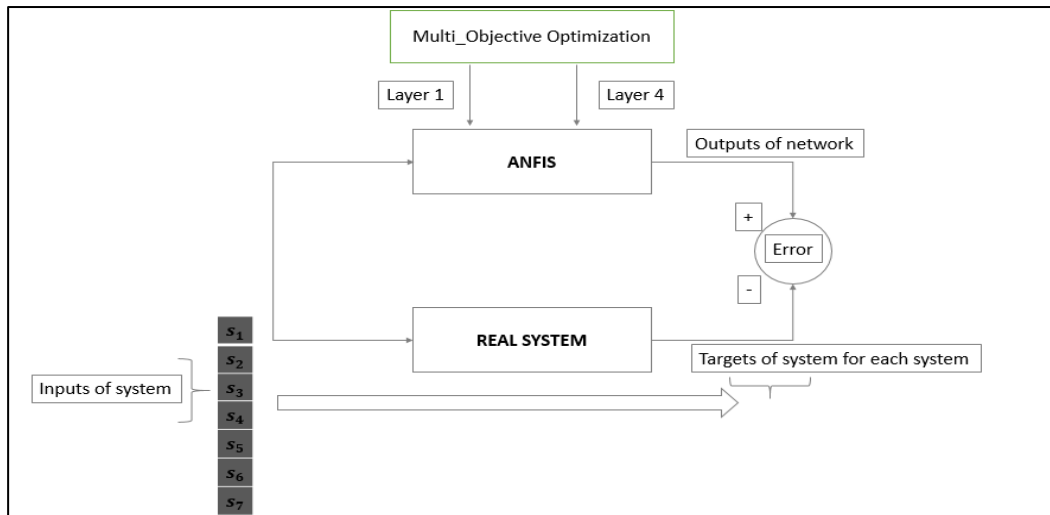 Multi_Objective Optimization
Layer 1
Layer 4
ANFIS
Outputs of network
+
Error
-
REAL SYSTEM
Targets of system for each system
Inputs of system
s₁
s₂
s₃
s₄
s₅
s₆
s₇